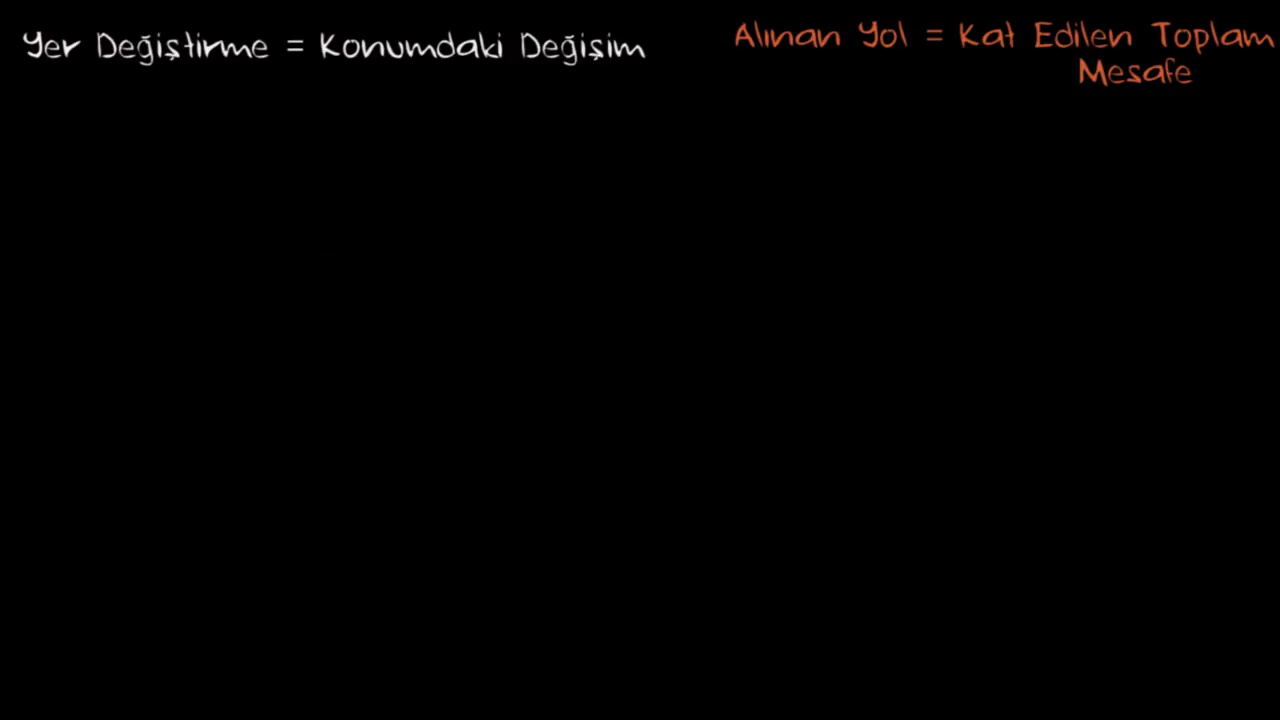 Yer Değiştirme = Konumdaki Değişim
Alınan Yol = Kat Edilen Toplam
Mesafe